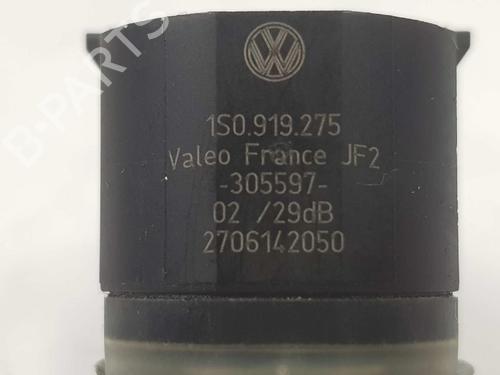 B-PARTS
1S0.919.275
Valeo France JF2
-305597-
02 /29dB
2706142050